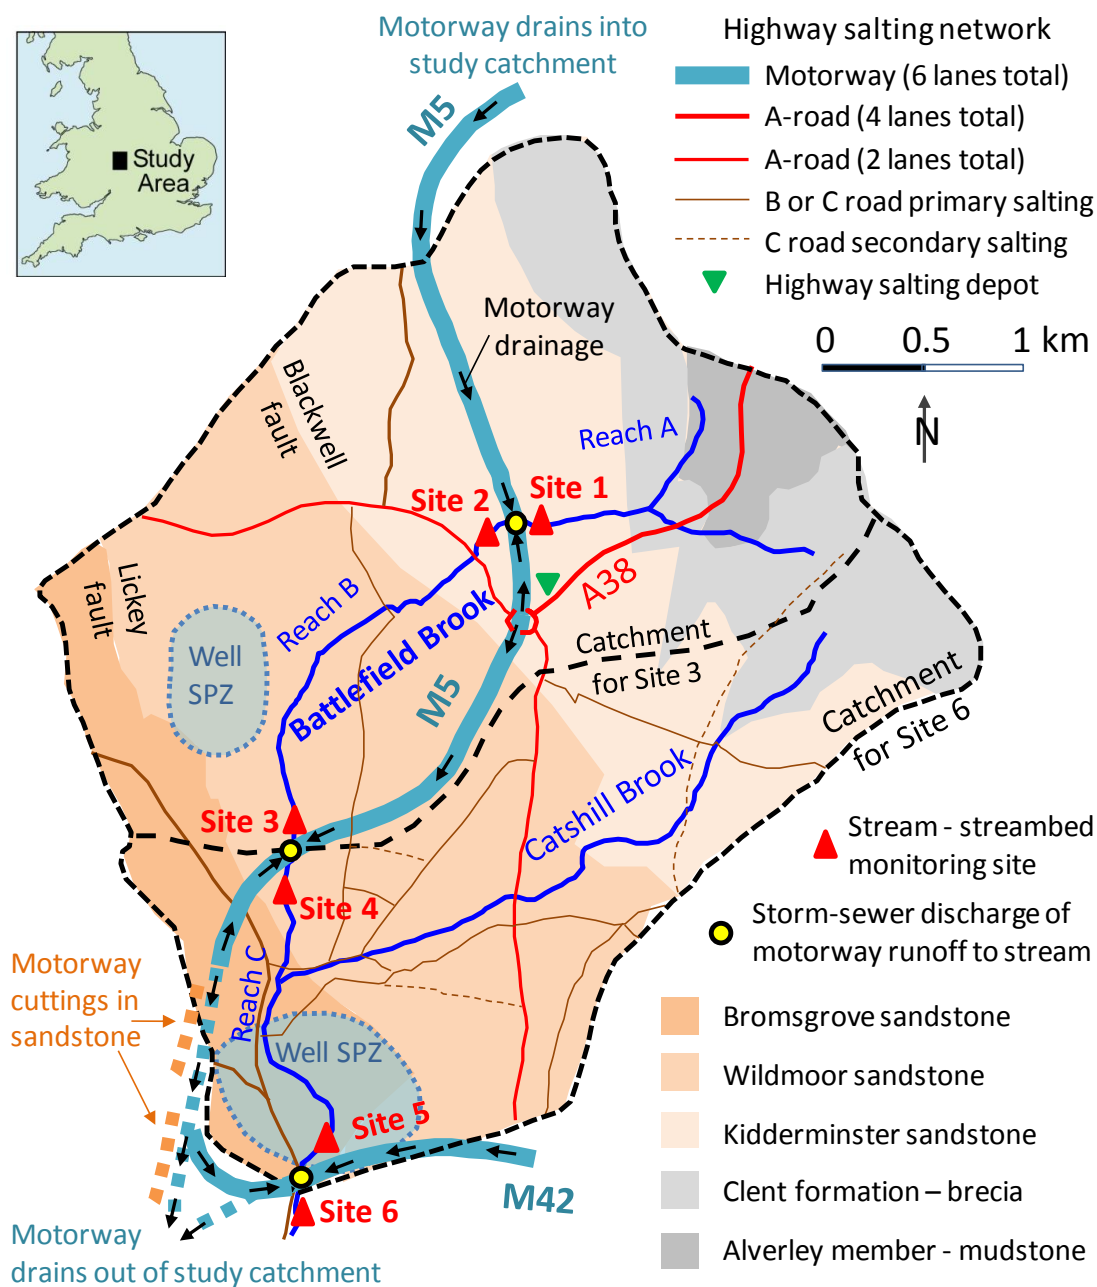 Motorway drains into
study catchment
Highway salting network
Motorway (6 lanes total)
A-road (4 lanes total)
A-road (2 lanes total)
B or C road primary salting
C road secondary salting
Highway salting depot
0 0.5 1 km
N
Study
Area
M5
Motorway
drainage
Blackwell
fault
Reach A
Site 2
Site 1
A38
Lickey
fault
Reach B
Battlefield Brook
Well
SPZ
M5
Catchment
for Site 3
Catchment
for Site 6
Catshill Brook
Site 3
Site 4
Stream - streambed
monitoring site
Storm-sewer discharge of
motorway runoff to stream
Motorway
cuttings in
sandstone
Reach C
Well SPZ
Site 5
M42
Site 6
Motorway
drains out of study catchment
Bromsgrove sandstone
Wildmoor sandstone
Kidderminster sandstone
Clent formation – brecia
Alverley member - mudstone